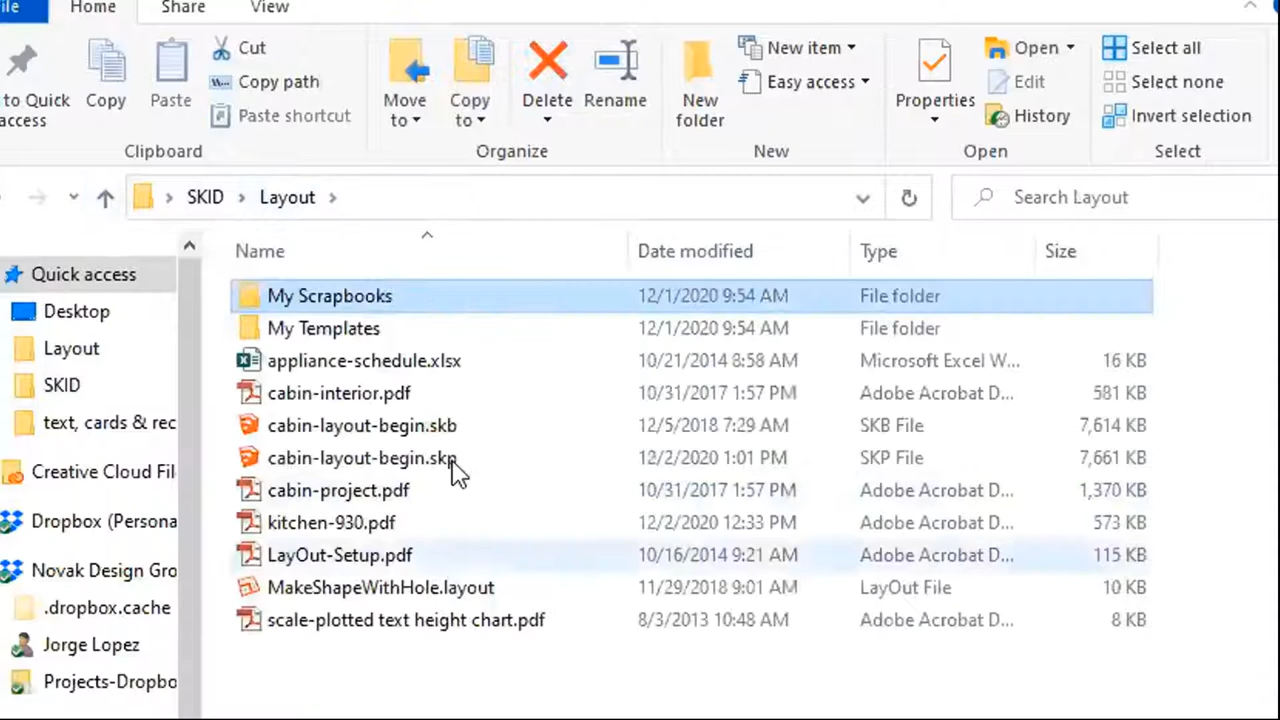 ile Home Share View
Cut
Copy path
Paste shortcut
to Quick
access
Copy
Paste
Clipboard
Move
to
Copy
to
Delete
Rename
Organize
New
folder
New item
Easy access
New
Properties
Open
Edit
History
Open
Select all
Select none
Invert selection
Select
SKID > Layout >
Search Layout
Name Date modified Type Size
Quick access
Desktop
Layout
SKID
text, cards & rec
Creative Cloud Fil
Dropbox (Persona
Novak Design Gro
.dropbox.cache
Jorge Lopez
Projects-Dropbo
My Scrapbooks 12/1/2020 9:54 AM File folder
My Templates 12/1/2020 9:54 AM File folder
appliance-schedule.xlsx 10/21/2014 8:58 AM Microsoft Excel W... 16 KB
cabin-interior.pdf 10/31/2017 1:57 PM Adobe Acrobat D... 581 KB
cabin-layout-begin.skb 12/5/2018 7:29 AM SKB File 7,614 KB
cabin-layout-begin.skp 12/2/2020 1:01 PM SKP File 7,661 KB
cabin-project.pdf 10/31/2017 1:57 PM Adobe Acrobat D... 1,370 KB
kitchen-930.pdf 12/2/2020 12:33 PM Adobe Acrobat D... 573 KB
LayOut-Setup.pdf 10/16/2014 9:21 AM Adobe Acrobat D... 115 KB
MakeShapeWithHole.layout 11/29/2018 9:01 AM LayOut File 10 KB
scale-plotted text height chart.pdf 8/3/2013 10:48 AM Adobe Acrobat D... 8 KB